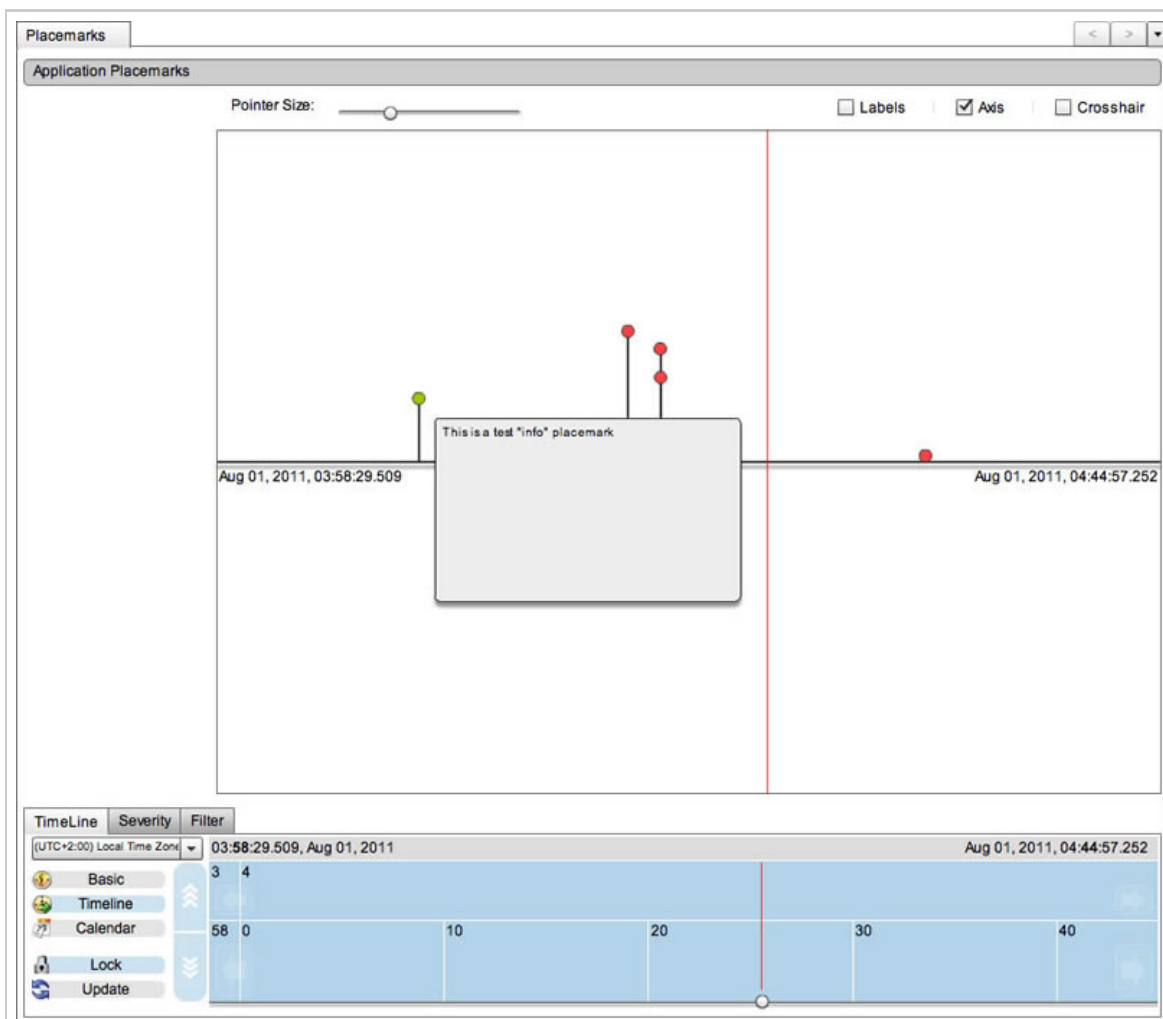 Placemarks
< >
Application Placemarks
Pointer Size: Labels Axis Crosshair
This is a test "info" placemark
Aug 01, 2011, 03:58:29.509 Aug 01, 2011, 04:44:57.252
TimeLine Severity Filter
(UTC+2:00) Local Time Zone 03:58:29.509, Aug 01, 2011 Aug 01, 2011, 04:44:57.252
3 4
Basic
Timeline
Calendar
58 0 10 20 30 40
Lock
Update